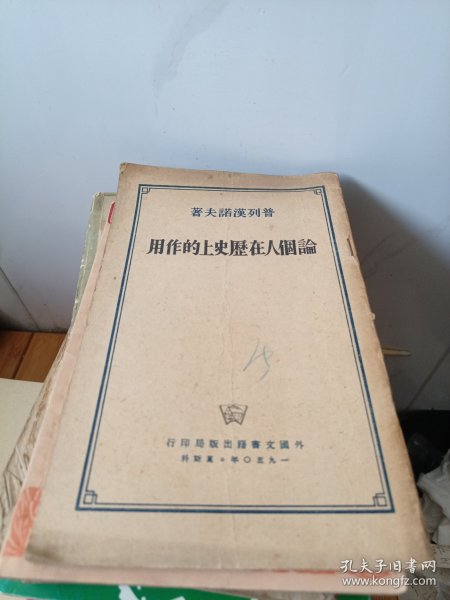 普列漢諾夫著
論個人在歷史上的作用
外國文書籍出版局印行
一九五〇年。莫斯科
孔夫子旧书网
www.kongfz.com